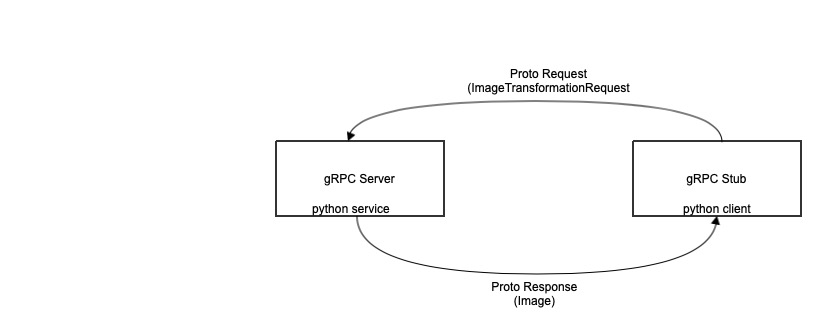 Proto Request
(ImageTransformationRequest
gRPC Server
python service
gRPC Stub
python client
Proto Response
(Image)